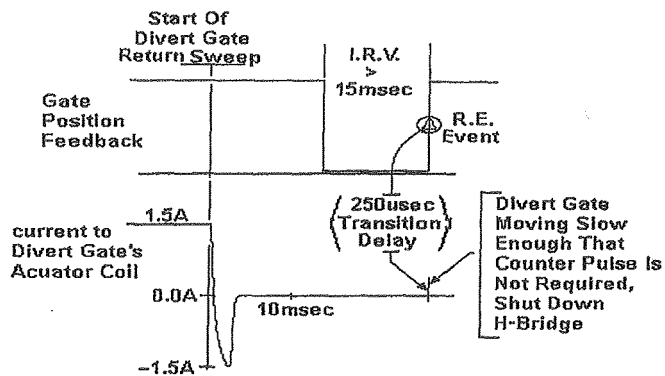 Start Of
Divert Gate
Return Sweep
I.R.V.
>
15msec
Gate
Position
Feedback
R.E.
Event
250usec
Transition
Delay
Divert Gate
Moving Slow
Enough That
Counter Pulse Is
Not Required,
Shut Down
H-Bridge
1.5A
current to
Divert Gate's
Acuator Coil
0.0A
10msec
-1.5A